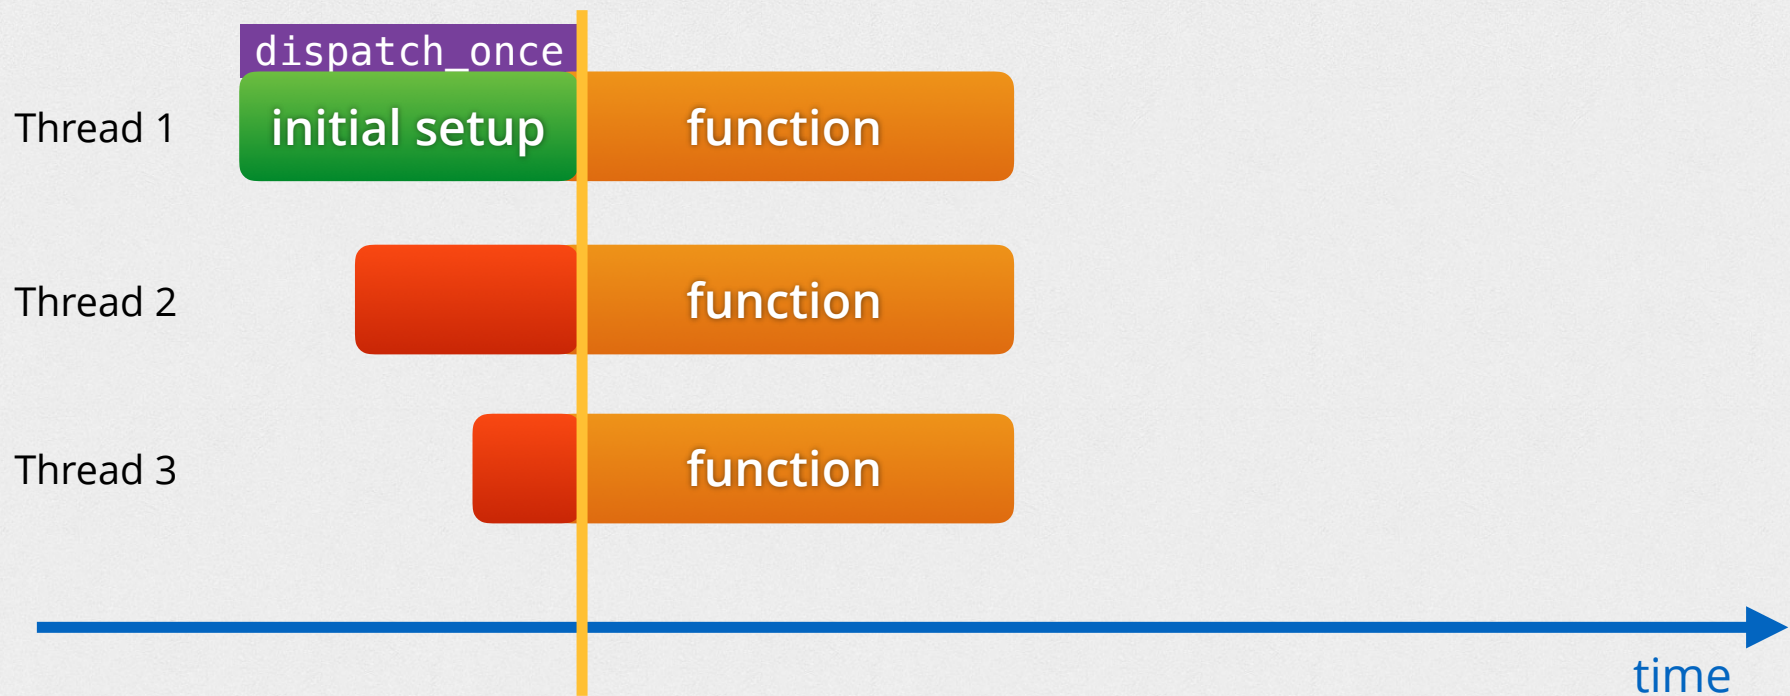 dispatch_once
Thread 1
initial setup
function
Thread 2
function
Thread 3
function
time